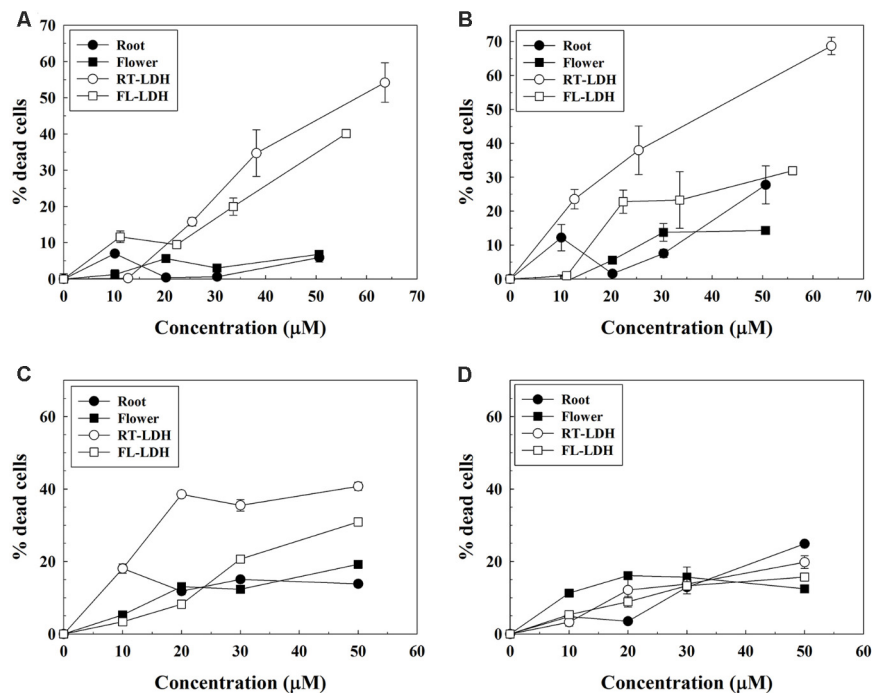 A
70
60
50
40
30
20
10
0
% dead cells
Root
Flower
RT-LDH
FL-LDH
0 10 20 30 40 50 60 70
Concentration (µM)
B
70
60
50
40
30
20
10
0
% dead cells
Root
Flower
RT-LDH
FL-LDH
0 10 20 30 40 50 60 70
Concentration (µM)
C
60
40
20
0
% dead cells
Root
Flower
RT-LDH
FL-LDH
0 10 20 30 40 50 60
Concentration (µM)
D
60
40
20
0
% dead cells
Root
Flower
RT-LDH
FL-LDH
0 10 20 30 40 50 60
Concentration (µM)